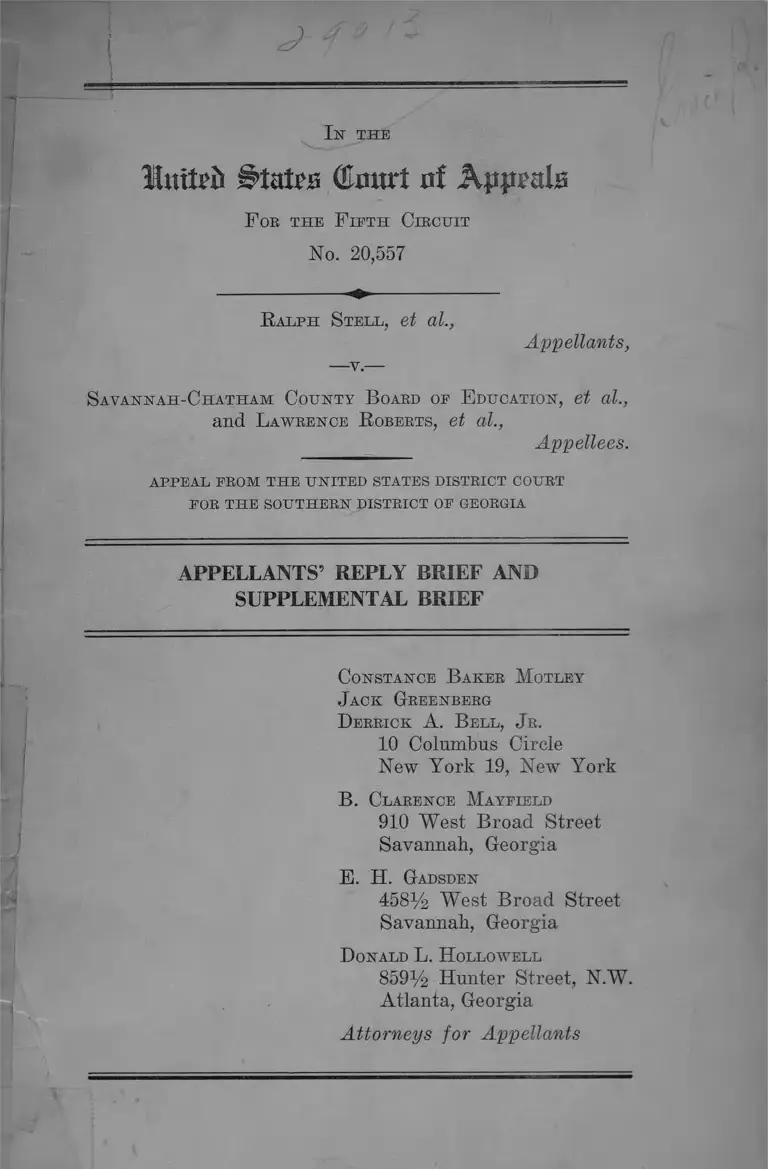 29013
IN THE
United States Court of Appeals
FOR THE FIFTH CIRCUIT
No. 20,557
RALPH STELL, et al.,
Appellants,
—v.—
SAVANNAH-CHATHAM COUNTY BOARD OF EDUCATION, et al.,
and LAWRENCE ROBERTS, et al.,
Appellees.
APPEAL FROM THE UNITED STATES DISTRICT COURT
FOR THE SOUTHERN DISTRICT OF GEORGIA
APPELLANTS' REPLY BRIEF AND
SUPPLEMENTAL BRIEF
CONSTANCE BAKER MOTLEY
JACK GREENBERG
DERRICK A. BELL, JR.
10 Columbus Circle
New York 19, New York
B. CLARENCE MAYFIELD
910 West Broad Street
Savannah, Georgia
E. H. GADSDEN
458½ West Broad Street
Savannah, Georgia
DONALD L. HOLLOWELL
859½ Hunter Street, N.W.
Atlanta, Georgia
Attorneys for Appellants